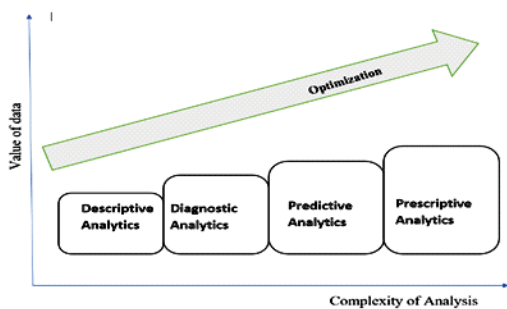 Value of data
Optimization
Descriptive
Analytics
Diagnostic
Analytics
Predictive
Analytics
Prescriptive
Analytics
Complexity of Analysis